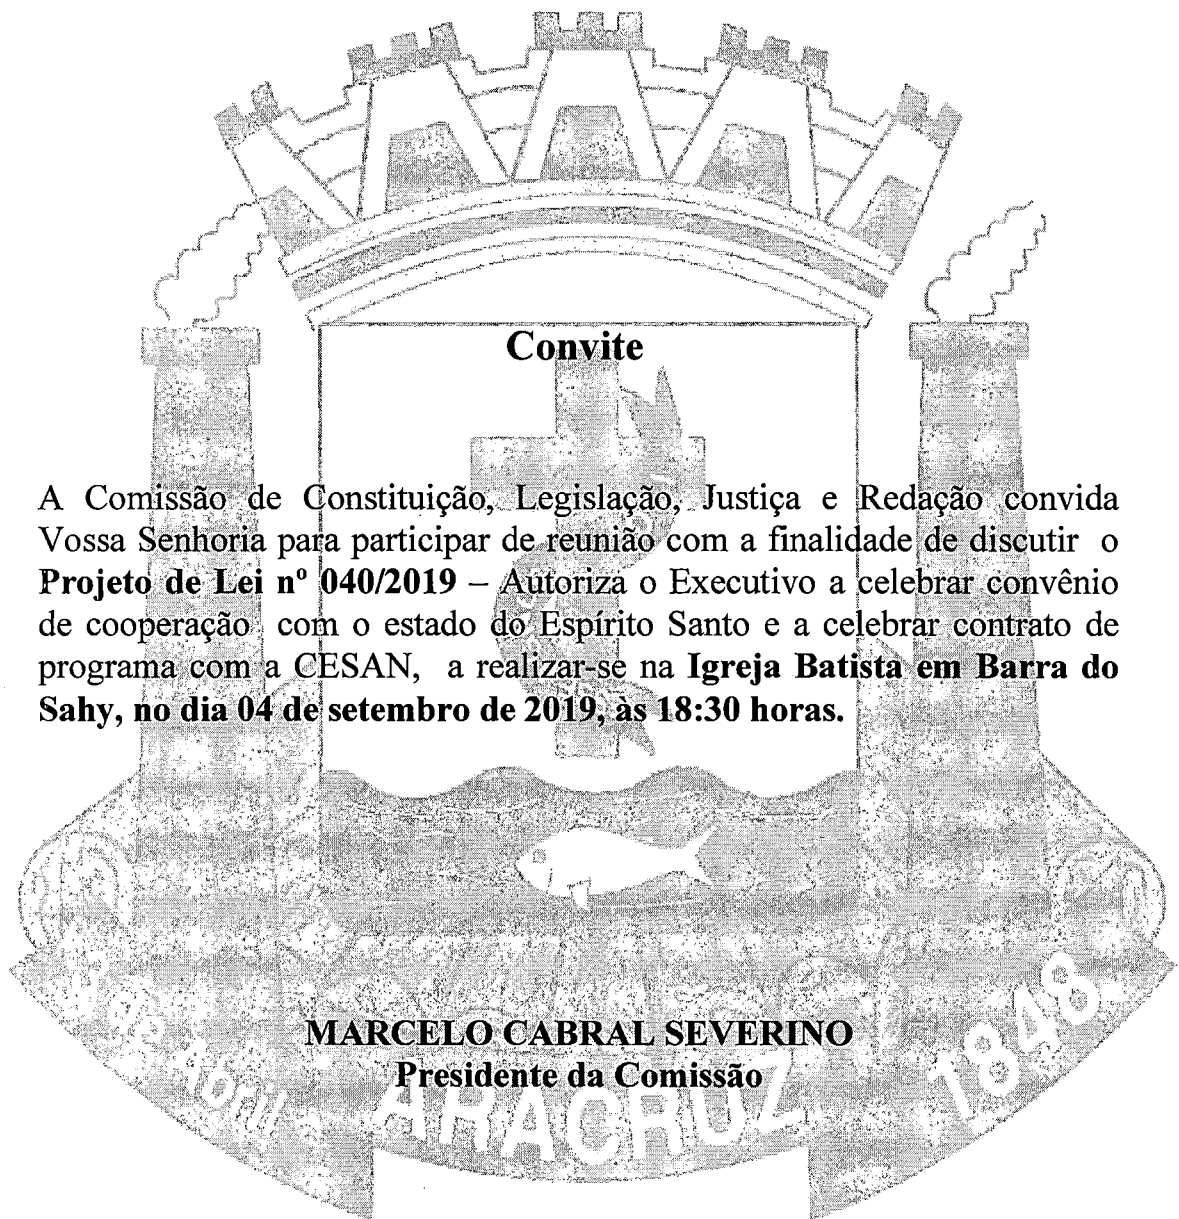 Convite
A Comissão de Constituição, Legislação, Justiça e Redação convida
Vossa Senhoria para participar de reunião com a finalidade de discutir o
Projeto de Lei nº 040/2019 – Autoriza o Executivo a celebrar convênio
de cooperação com o estado do Espírito Santo e a celebrar contrato de
programa com a CESAN, a realizar-se na Igreja Batista em Barra do
Sahy, no dia 04 de setembro de 2019, às 18:30 horas.
MARCELO CABRAL SEVERINO
Presidente da Comissão
de Abril ARACRUZ 1848